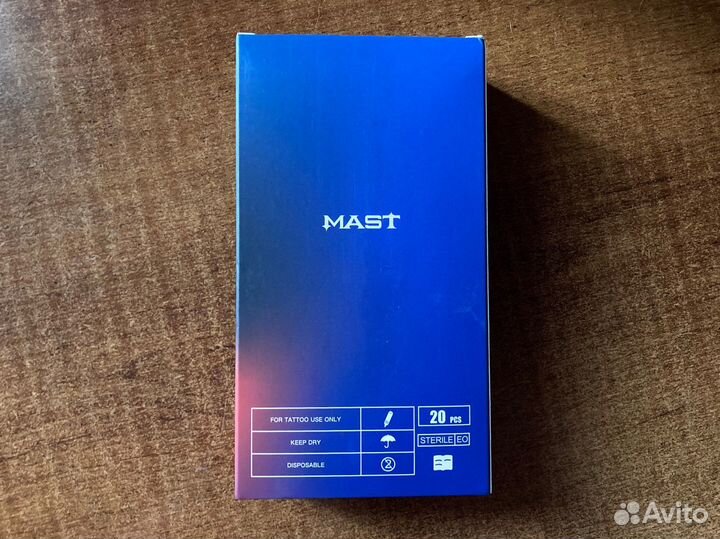 MAST
FOR TATTOO USE ONLY
20 PCS
KEEP DRY
STERILE EO
DISPOSABLE
Avito